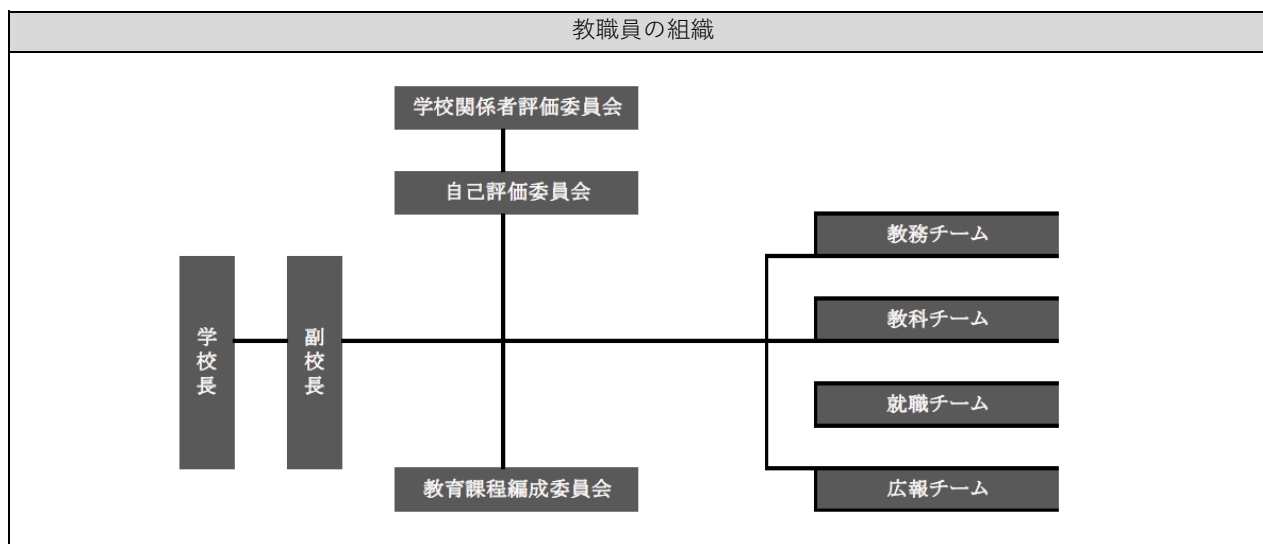 教職員の組織
学校関係者評価委員会
自己評価委員会
学校長
副校長
教務チーム
教科チーム
就職チーム
広報チーム
教育課程編成委員会